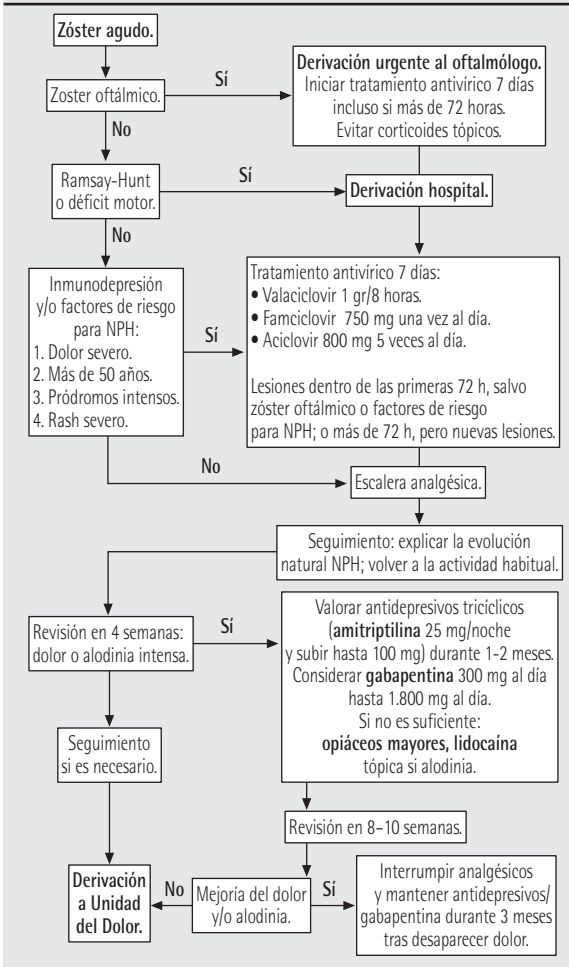 Zóster agudo.
Zoster oftálmico.
Sí
Derivación urgente al oftalmólogo.
Iniciar tratamiento antivírico 7 días
incluso si más de 72 horas.
Evitar corticoides tópicos.
No
Ramsay-Hunt
o déficit motor.
Sí
Derivación hospital.
No
Inmunodepresión
y/o factores de riesgo
para NPH:
1. Dolor severo.
2. Más de 50 años.
3. Pródromos intensos.
4. Rash severo.
Sí
Tratamiento antivírico 7 días:
• Valaciclovir 1 gr/8 horas.
• Famciclovir 750 mg una vez al día.
• Aciclovir 800 mg 5 veces al día.
Lesiones dentro de las primeras 72 h, salvo
zóster oftálmico o factores de riesgo
para NPH; o más de 72 h, pero nuevas lesiones.
No
Escalera analgésica.
Seguimiento: explicar la evolución
natural NPH; volver a la actividad habitual.
Revisión en 4 semanas:
dolor o alodinia intensa.
Sí
Valorar antidepresivos tricíclicos
(amitriptilina 25 mg/noche
y subir hasta 100 mg) durante 1-2 meses.
Considerar gabapentina 300 mg al día
hasta 1.800 mg al día.
Si no es suficiente:
opiáceos mayores, lidocaína
tópica si alodinia.
Seguimiento
si es necesario.
Revisión en 8-10 semanas.
Derivación
a Unidad
del Dolor.
No
Mejoría del dolor
y/o alodinia.
Sí
Interrumpir analgésicos
y mantener antidepresivos/
gabapentina durante 3 meses
tras desaparecer dolor.